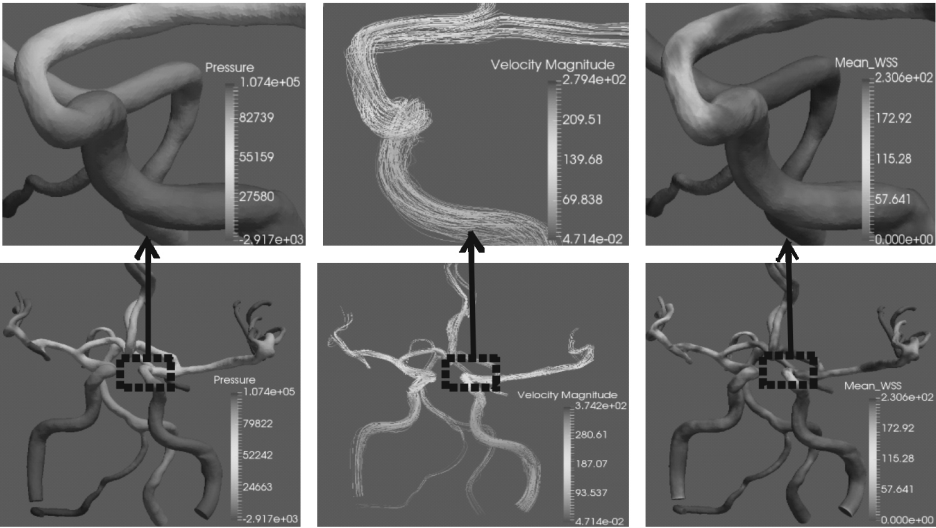 Pressure
1.074e+05
82739
55159
27580
-2.917e+03
Velocity Magnitude
2.794e+02
209.51
139.68
69.838
4.714e-02
Mean_WSS
2.306e+02
172.92
115.28
57.641
0.000e+00
Pressure
1.074e+05
79822
52242
24663
-2.917e+03
Velocity Magnitude
3.742e+02
280.61
187.07
93.537
4.714e-02
Mean_WSS
2.306e+02
172.92
115.28
57.641
0.000e+00